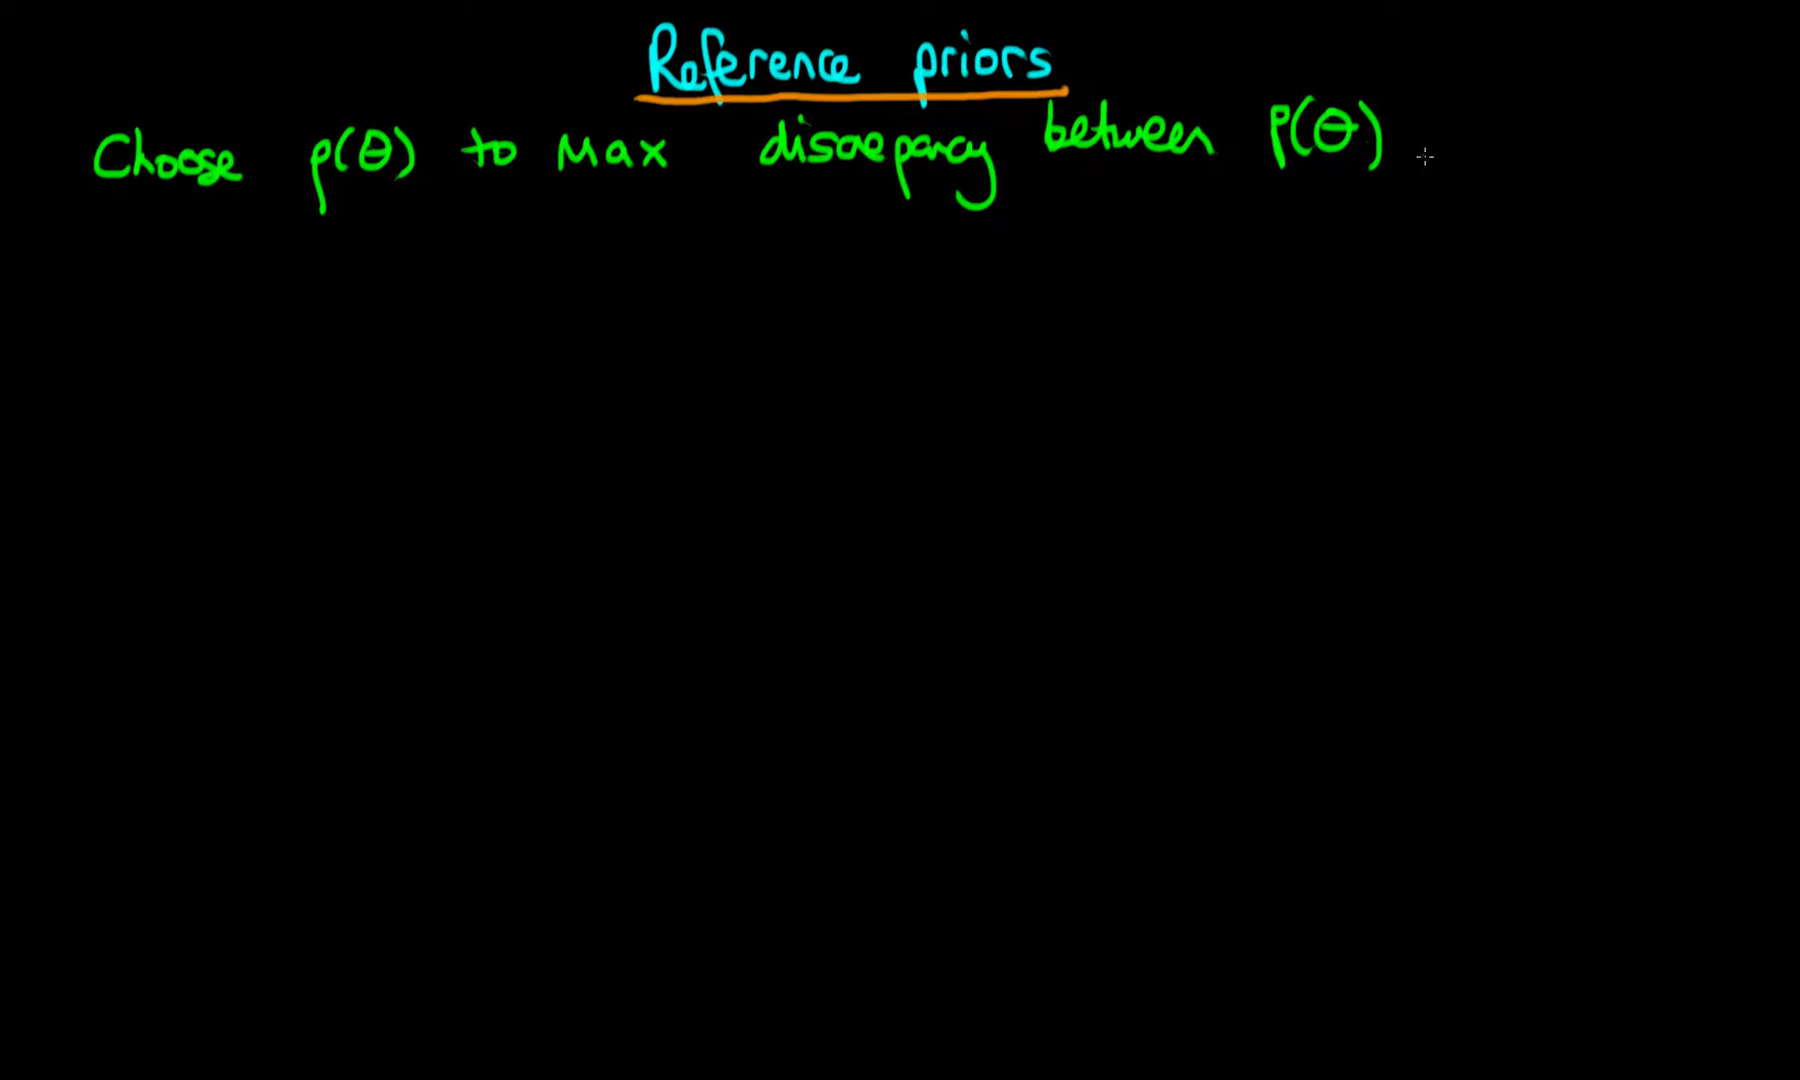 Reference priors
Choose p(θ) to Max discrepancy between P(θ)